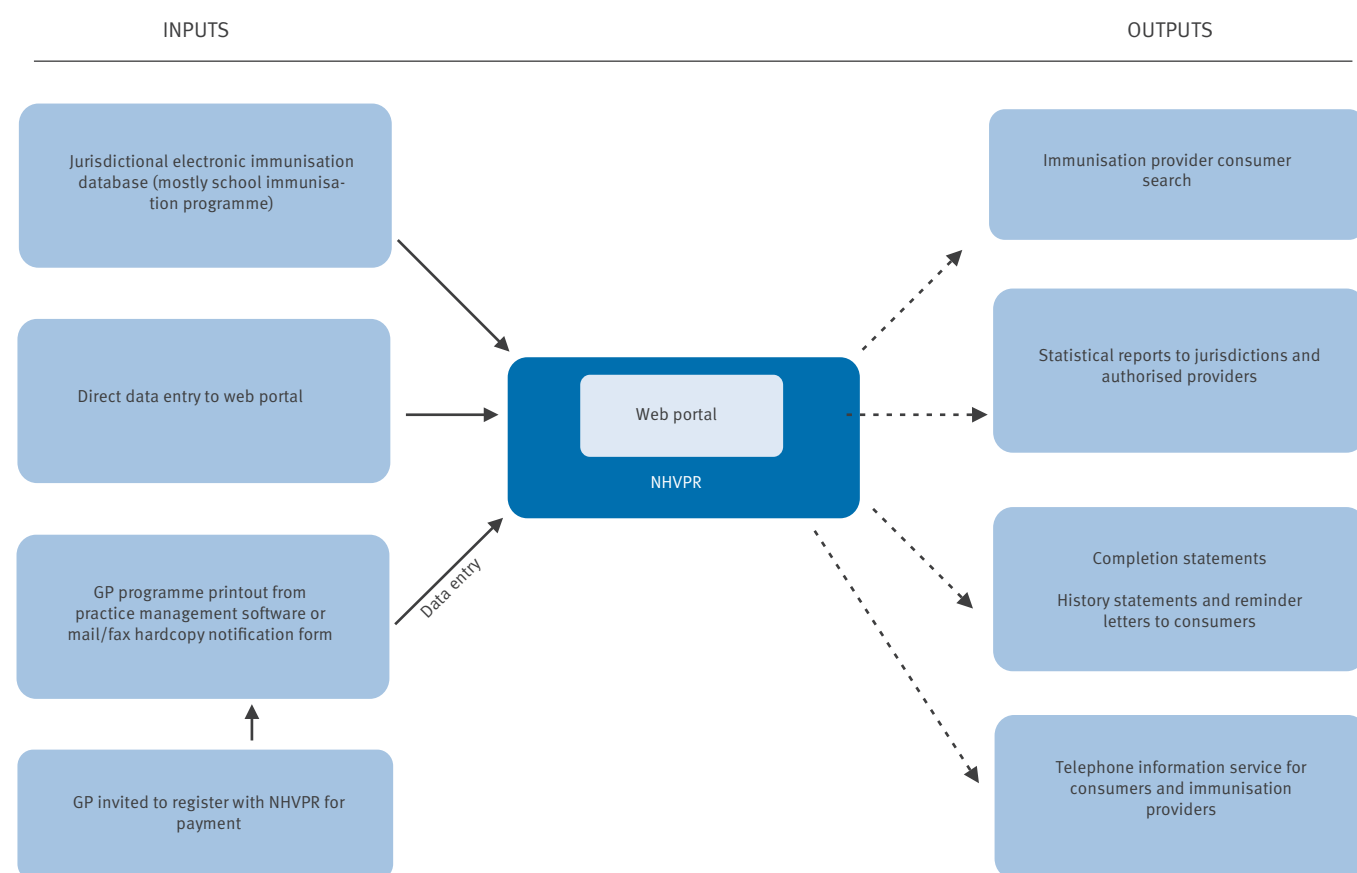 INPUTS
OUTPUTS
Jurisdictional electronic immunisation
database (mostly school immunisa-
tion programme)
Direct data entry to web portal
GP programme printout from
practice management software or
mail/fax hardcopy notification form
GP invited to register with NHVPR for
payment
Data entry
Web portal
NHVPR
Immunisation provider consumer
search
Statistical reports to jurisdictions and
authorised providers
Completion statements
History statements and reminder
letters to consumers
Telephone information service for
consumers and immunisation
providers